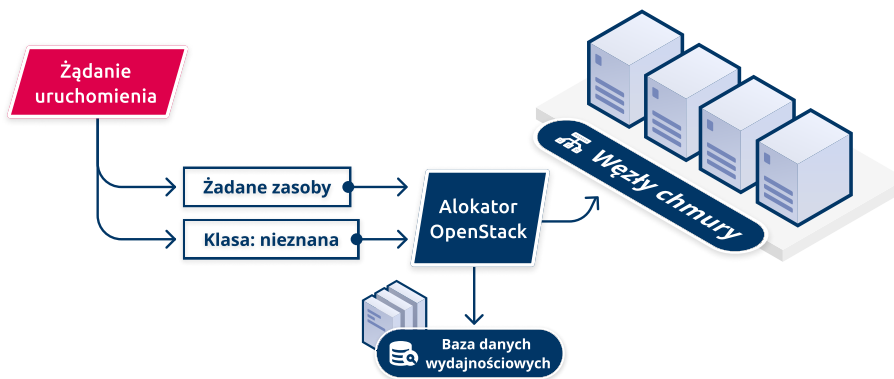 Żądanie
uruchomienia
Żadane zasoby
Klasa: nieznana
Alokator
OpenStack
Węzły chmury
Baza danych
wydajnościowych